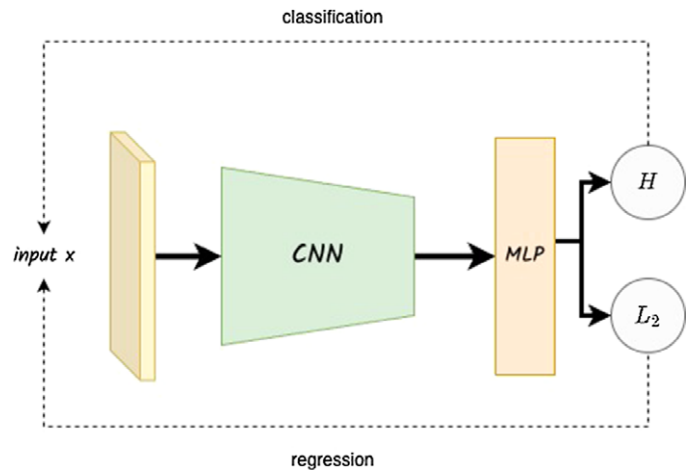 classification
input x
CNN
MLP
H
L₂
regression